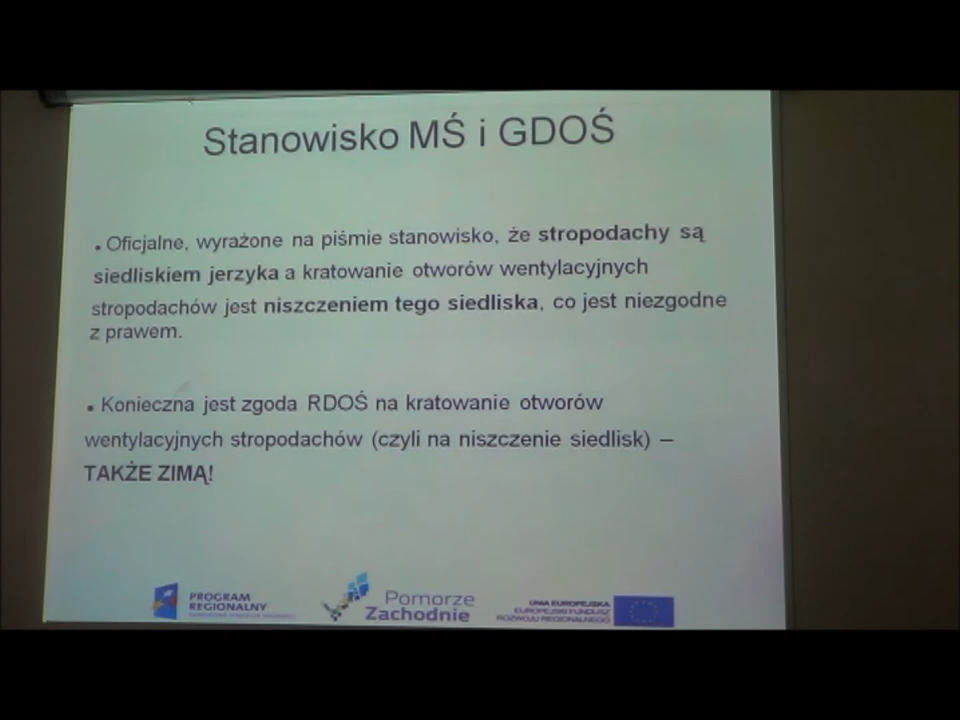 Stanowisko MŚ i GDOŚ
• Oficjalne, wyrażone na piśmie stanowisko, że stropodachy są
siedliskiem jerzyka a kratowanie otworów wentylacyjnych
stropodachów jest niszczeniem tego siedliska, co jest niezgodne
z prawem.
• Konieczna jest zgoda RDOŚ na kratowanie otworów
wentylacyjnych stropodachów (czyli na niszczenie siedlisk) –
TAKŻE ZIMĄ!
PROGRAM
REGIONALNY
Pomorze
Zachodnie
UNIA EUROPEJSKA
EUROPEJSKI FUNDUSZ
ROZWOJU REGIONALNEGO